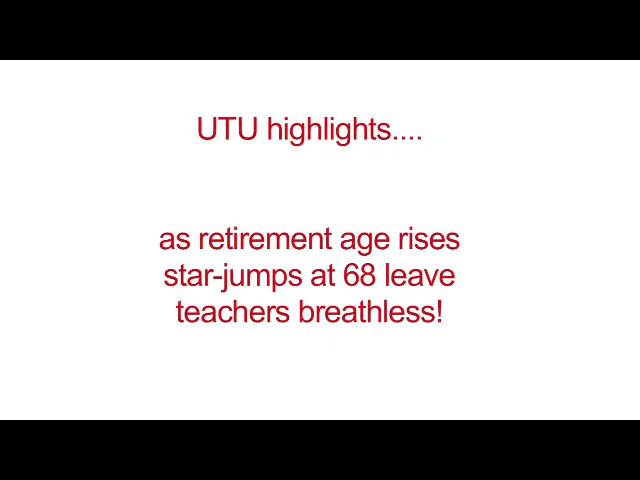 UTU highlights....
as retirement age rises
star-jumps at 68 leave
teachers breathless!